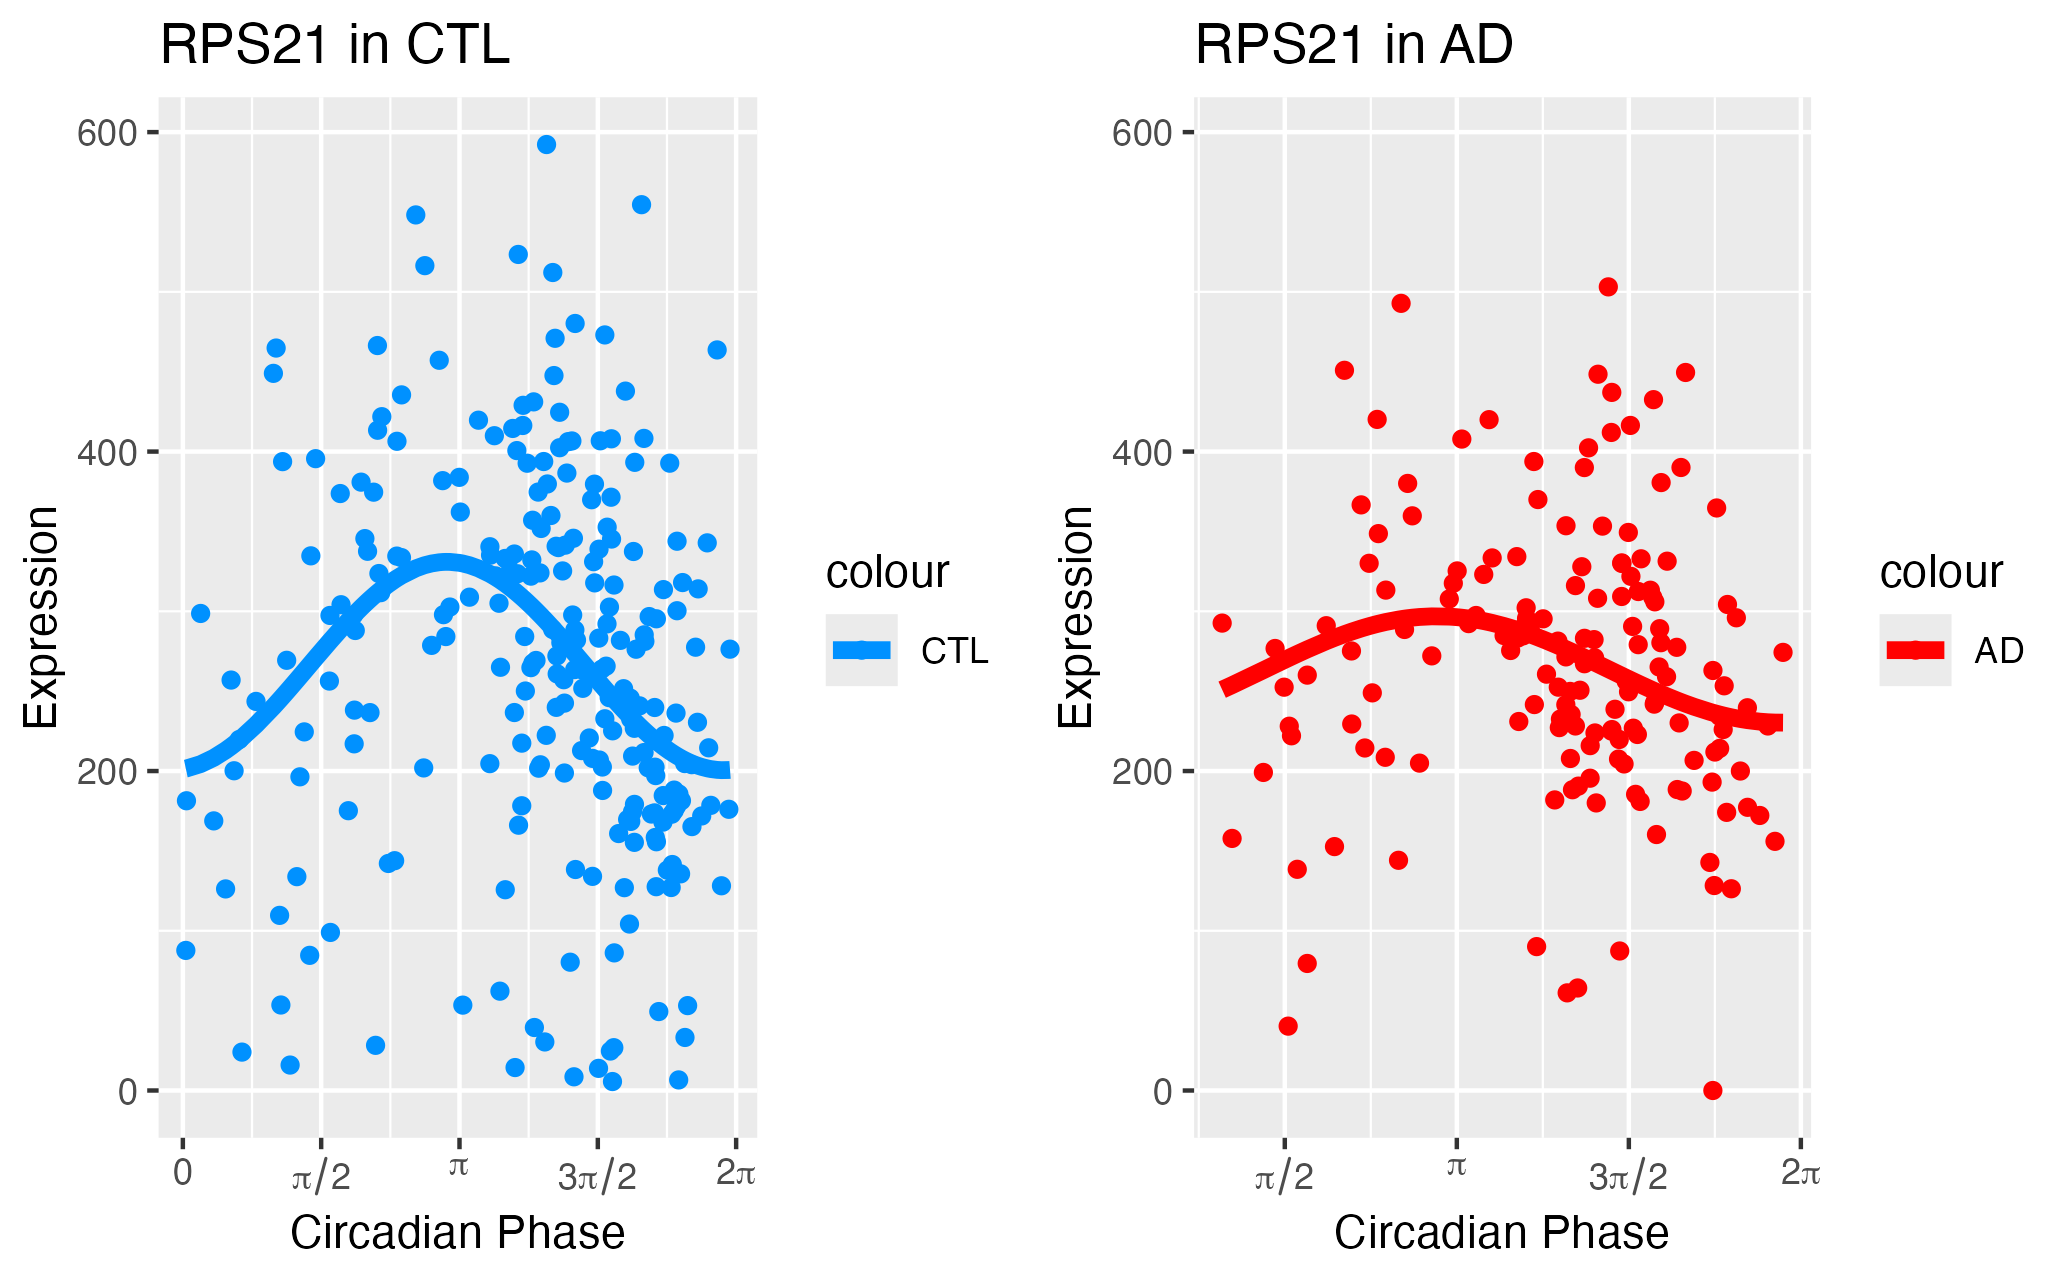 RPS21 in CTL
600
400
200
0
Expression
0
π/2
π
3π/2
2π
Circadian Phase
colour
CTL
RPS21 in AD
600
400
200
0
Expression
π/2
π
3π/2
2π
Circadian Phase
colour
AD